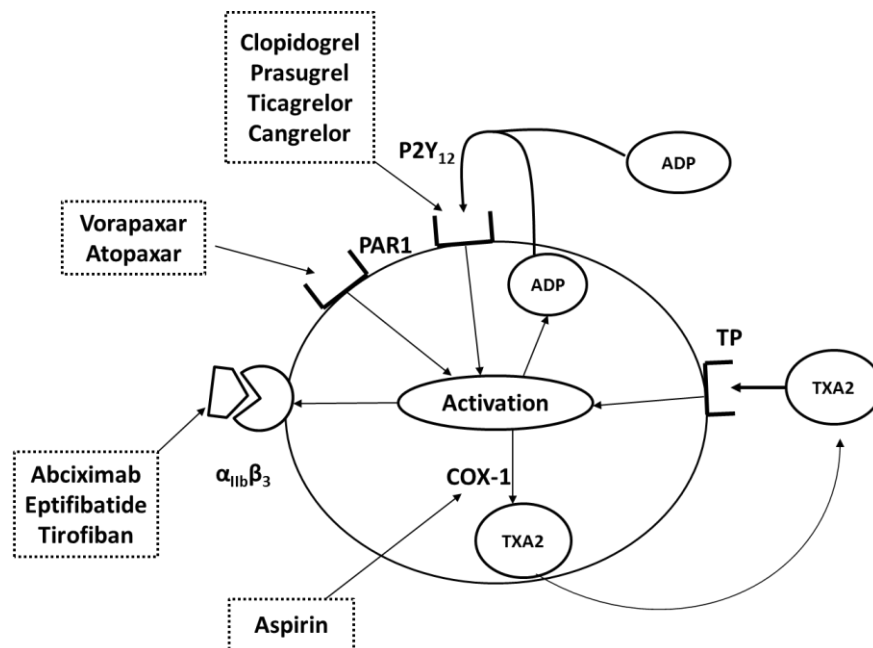 Clopidogrel
Prasugrel
Ticagrelor
Cangrelor
P2Y₁₂
ADP
Vorapaxar
Atopaxar
PAR1
ADP
TP
TXA2
Activation
Abciximab
Eptifibatide
Tirofiban
α_IIbβ₃
COX-1
TXA2
Aspirin